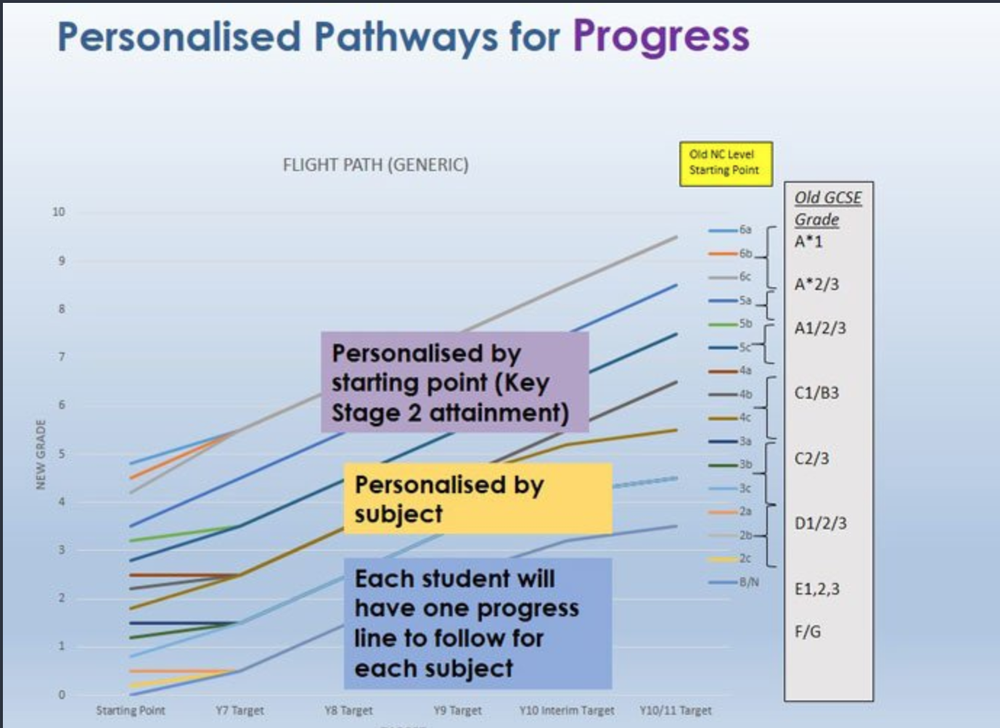 Personalised Pathways for Progress
FLIGHT PATH (GENERIC)
Old NC Level
Starting Point
Old GCSE
Grade
A*1
A*2/3
A1/2/3
C1/B3
C2/3
D1/2/3
E1,2,3
F/G
10
9
8
7
6
5
4
3
2
1
0
NEW GRADE
6a
6b
6c
5a
5b
5c
4a
4b
4c
3a
3b
3c
2a
2b
2c
B/N
Personalised by
starting point (Key
Stage 2 attainment)
Personalised by
subject
Each student will
have one progress
line to follow for
each subject
Starting Point
Y7 Target
Y8 Target
Y9 Target
Y10 Interim Target
Y10/11 Target